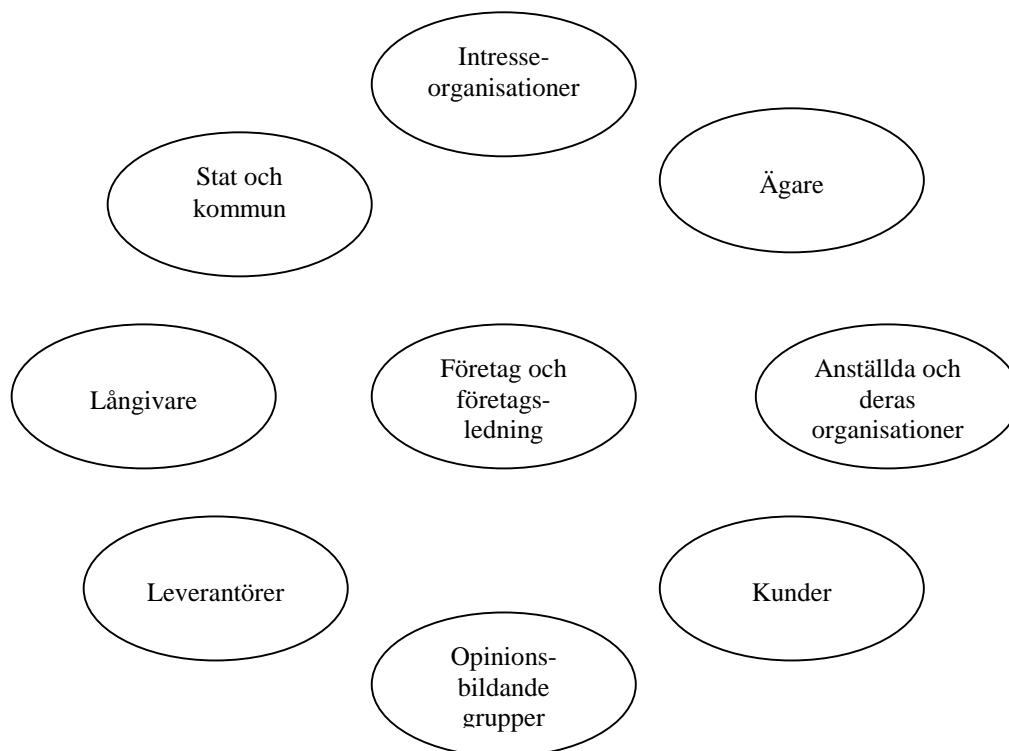 Intresse-
organisationer
Stat och
kommun
Ägare
Långivare
Företag och
företags-
ledning
Anställda och
deras
organisationer
Leverantörer
Kunder
Opinions-
bildande
grupper